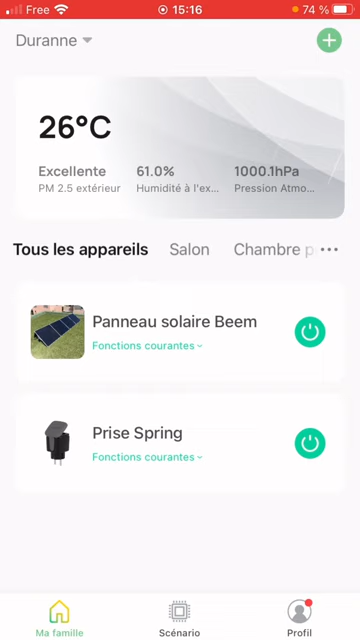 Free 15:16 74 %
Duranne
26°C
Excellente 61.0% 1000.1hPa
PM 2.5 extérieur Humidité à l'ex... Pression Atmo...
Tous les appareils Salon Chambre p
Panneau solaire Beem
Fonctions courantes
Prise Spring
Fonctions courantes
Ma famille Scénario Profil